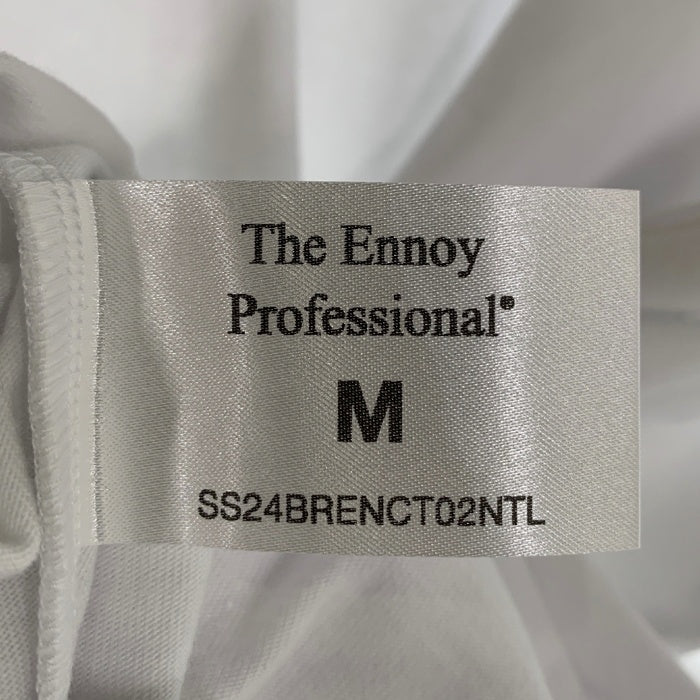 The Ennoy
Professional®
M
SS24BRENCT02NTL